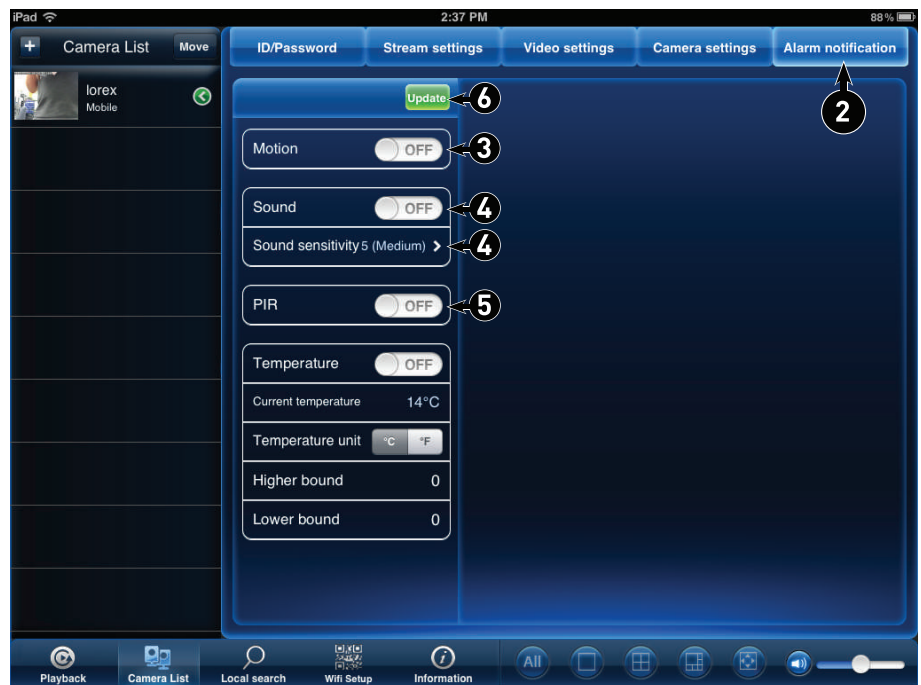 iPad 2:37 PM 88 %
+ Camera List Move
ID/Password Stream settings Video settings Camera settings Alarm notification
lorex
Mobile
2
Update 6
Motion OFF 3
Sound OFF 4
Sound sensitivity 5 (Medium) 4
PIR OFF 5
Temperature OFF
Current temperature 14°C
Temperature unit °C °F
Higher bound 0
Lower bound 0
Playback Camera List Local search Wifi Setup Information All